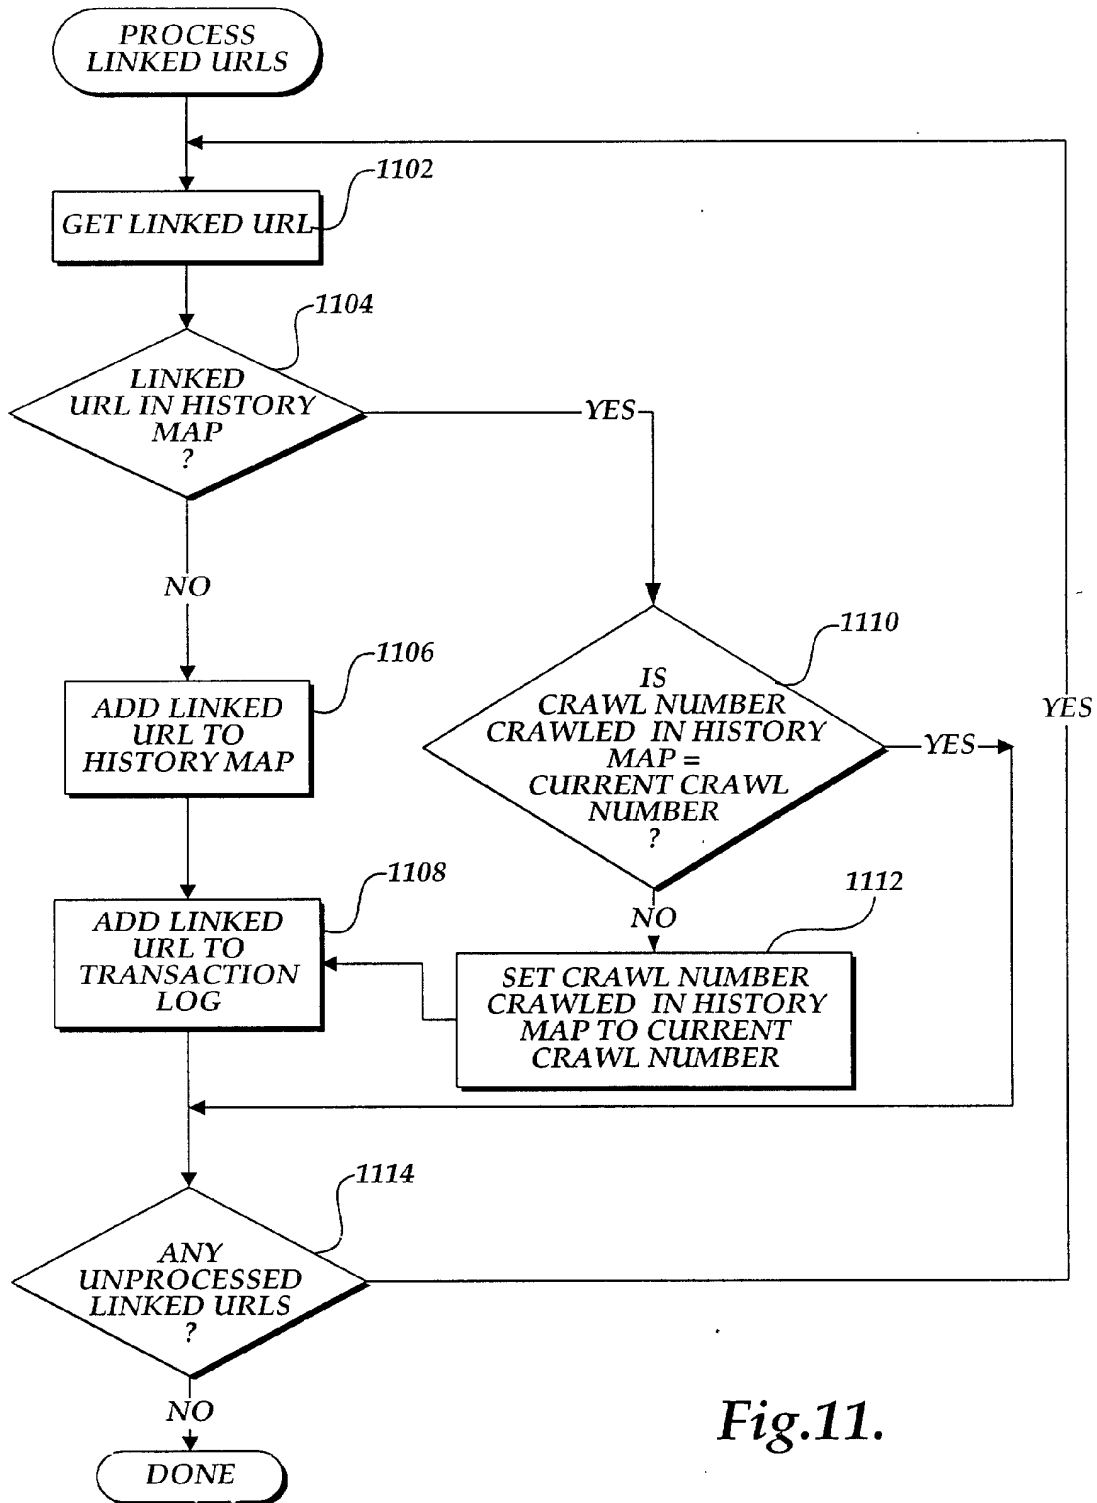 PROCESS
LINKED URLS
1102
GET LINKED URL
1104
LINKED
URL IN HISTORY
MAP
?
YES
NO
1110
1106
IS
CRAWL NUMBER
CRAWLED IN HISTORY
MAP =
CURRENT CRAWL
NUMBER
?
YES
YES
ADD LINKED
URL TO
HISTORY MAP
1108
1112
NO
ADD LINKED
URL TO
TRANSACTION
LOG
SET CRAWL NUMBER
CRAWLED IN HISTORY
MAP TO CURRENT
CRAWL NUMBER
1114
ANY
UNPROCESSED
LINKED URLS
?
NO
DONE
Fig.11.